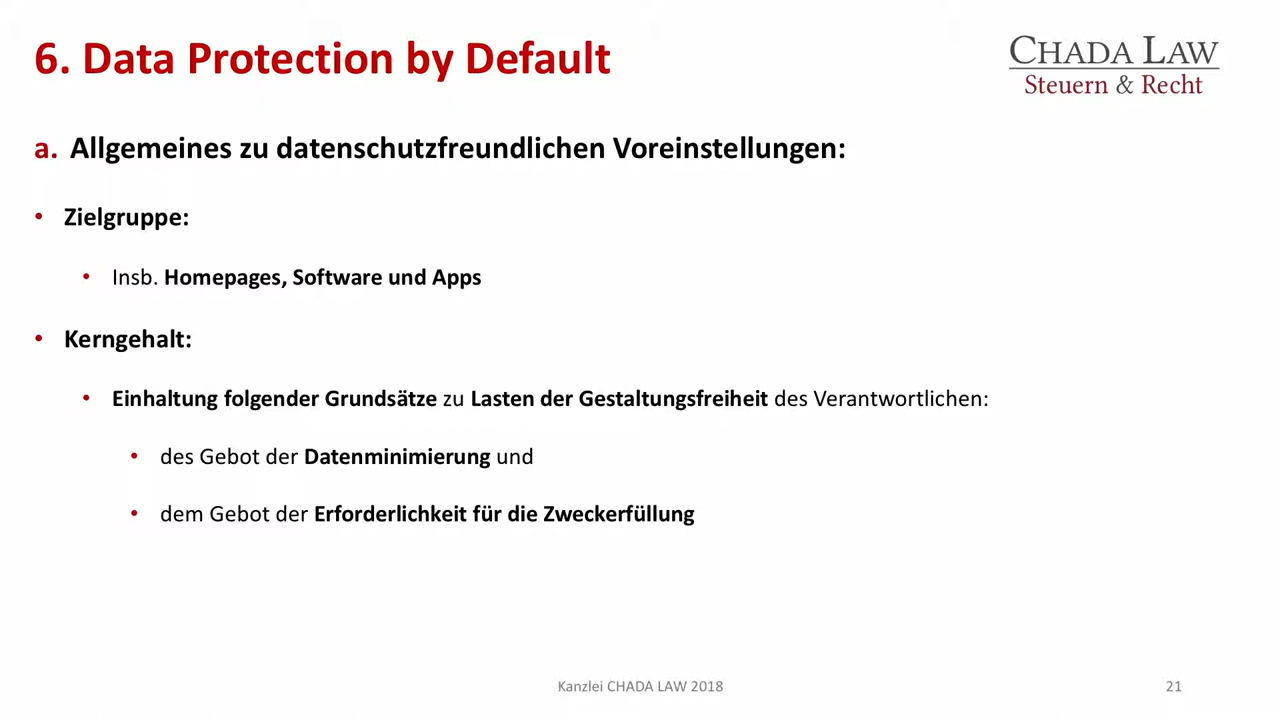 6. Data Protection by Default
CHADA LAW
Steuern & Recht
a. Allgemeines zu datenschutzfreundlichen Voreinstellungen:
• Zielgruppe:
• Insb. Homepages, Software und Apps
• Kerngehalt:
• Einhaltung folgender Grundsätze zu Lasten der Gestaltungsfreiheit des Verantwortlichen:
• des Gebot der Datenminimierung und
• dem Gebot der Erforderlichkeit für die Zweckerfüllung
Kanzlei CHADA LAW 2018
21